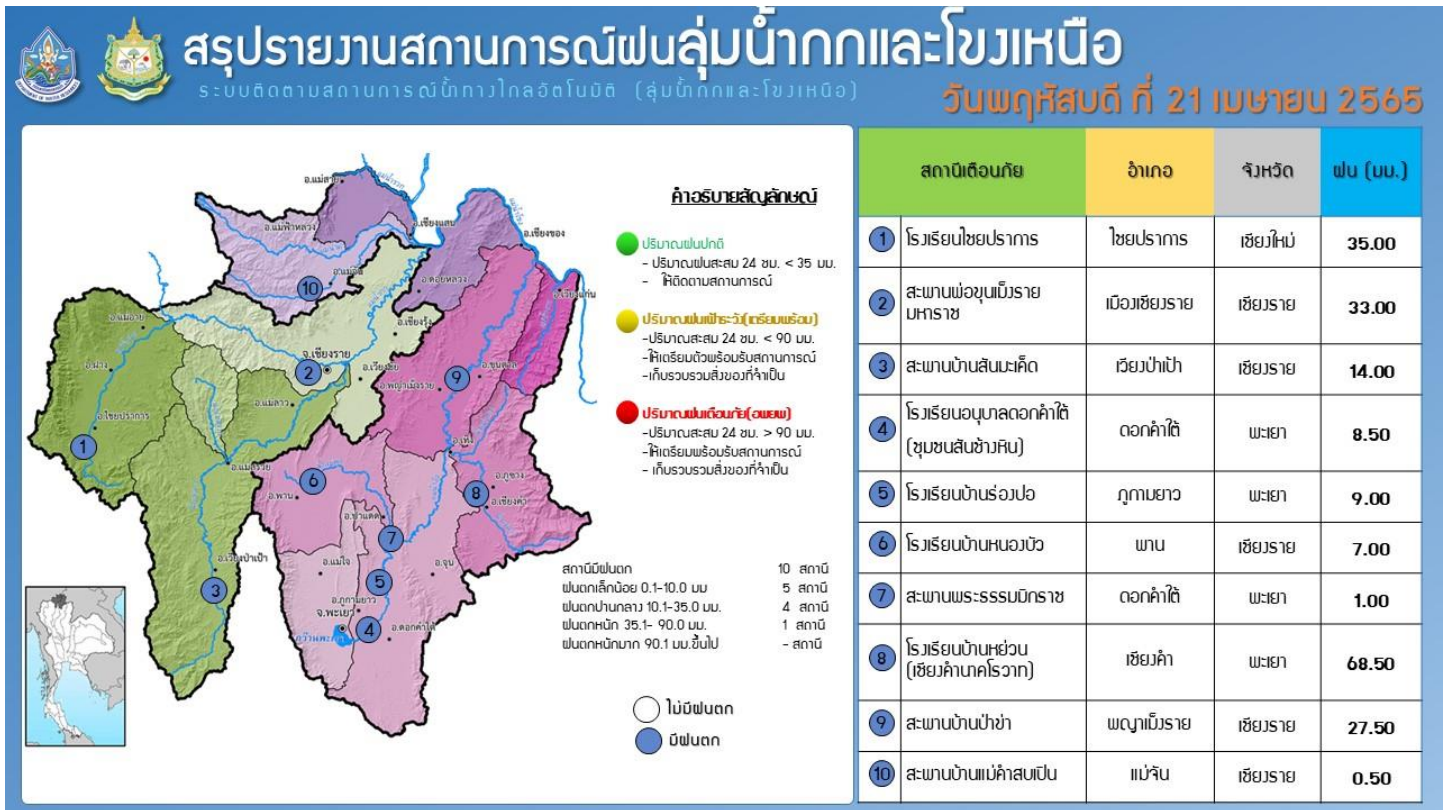 สรุปรายงานสถานการณ์ฝนลุ่มน้ำกกและโขงเหนือ
ระบบติดตามสถานการณ์น้ำทางไกลอัตโนมัติ (ลุ่มน้ำกกและโขงเหนือ)
วันพฤหัสบดี ที่ 21 เมษายน 2565
อ.แม่สาย
อ.แม่ฟ้าหลวง
อ.เชียงแสน
อ.เชียงของ
อ.แม่จัน
10
อ.ดอยหลวง
อ.เวียงแก่น
อ.แม่อาย
อ.เชียงรุ้ง
อ.ฝาง
จ.เชียงราย
2
อ.เวียงชัย
อ.พญาเม็งราย
9
อ.ขุนตาล
อ.ไชยปราการ
อ.แม่ลาว
1
อ.เทิง
อ.แม่สรวย
6
อ.พาน
อ.ภูซาง
8
อ.เชียงคำ
อ.ป่าแดด
7
อ.เวียงป่าเป้า
3
อ.แม่ใจ
5
อ.จุน
อ.ภูกามยาว
จ.พะเยา
4
อ.ดอกคำใต้
กว๊านพะเยา
คำอธิบายสัญลักษณ์
ปริมาณฝนปกติ
- ปริมาณฝนสะสม 24 ชม. < 35 มม.
- ให้ติดตามสถานการณ์
ปริมาณฝนเฝ้าระวัง(เตรียมพร้อม)
-ปริมาณสะสม 24 ชม. < 90 มม.
-ให้เตรียมตัวพร้อมรับสถานการณ์
-เก็บรวบรวมสิ่งของที่จำเป็น
ปริมาณฝนเตือนภัย(อพยพ)
-ปริมาณสะสม 24 ชม. > 90 มม.
-ให้เตรียมพร้อมรับสถานการณ์
- เก็บรวบรวมสิ่งของที่จำเป็น
สถานีมีฝนตก 10 สถานี
ฝนตกเล็กน้อย 0.1-10.0 มม 5 สถานี
ฝนตกปานกลาง 10.1-35.0 มม. 4 สถานี
ฝนตกหนัก 35.1- 90.0 มม. 1 สถานี
ฝนตกหนักมาก 90.1 มม.ขึ้นไป - สถานี
ไม่มีฝนตก
มีฝนตก
สถานีเตือนภัย อำเภอ จังหวัด ฝน (มม.)
1 โรงเรียนไชยปราการ ไชยปราการ เชียงใหม่ 35.00
2 สะพานพ่อขุนเม็งราย
มหาราช เมืองเชียงราย เชียงราย 33.00
3 สะพานบ้านสันมะเค็ด เวียงป่าเป้า เชียงราย 14.00
4 โรงเรียนอนุบาลดอกคำใต้
(ชุมชนสันช้างหิน) ดอกคำใต้ พะเยา 8.50
5 โรงเรียนบ้านร่องปอ ภูกามยาว พะเยา 9.00
6 โรงเรียนบ้านหนองบัว พาน เชียงราย 7.00
7 สะพานพระธรรมมิกราช ดอกคำใต้ พะเยา 1.00
8 โรงเรียนบ้านหย่วน
(เชียงคำนาคโรวาท) เชียงคำ พะเยา 68.50
9 สะพานบ้านป่าข่า พญาเม็งราย เชียงราย 27.50
10 สะพานบ้านแม่คำสบเปิน แม่จัน เชียงราย 0.50